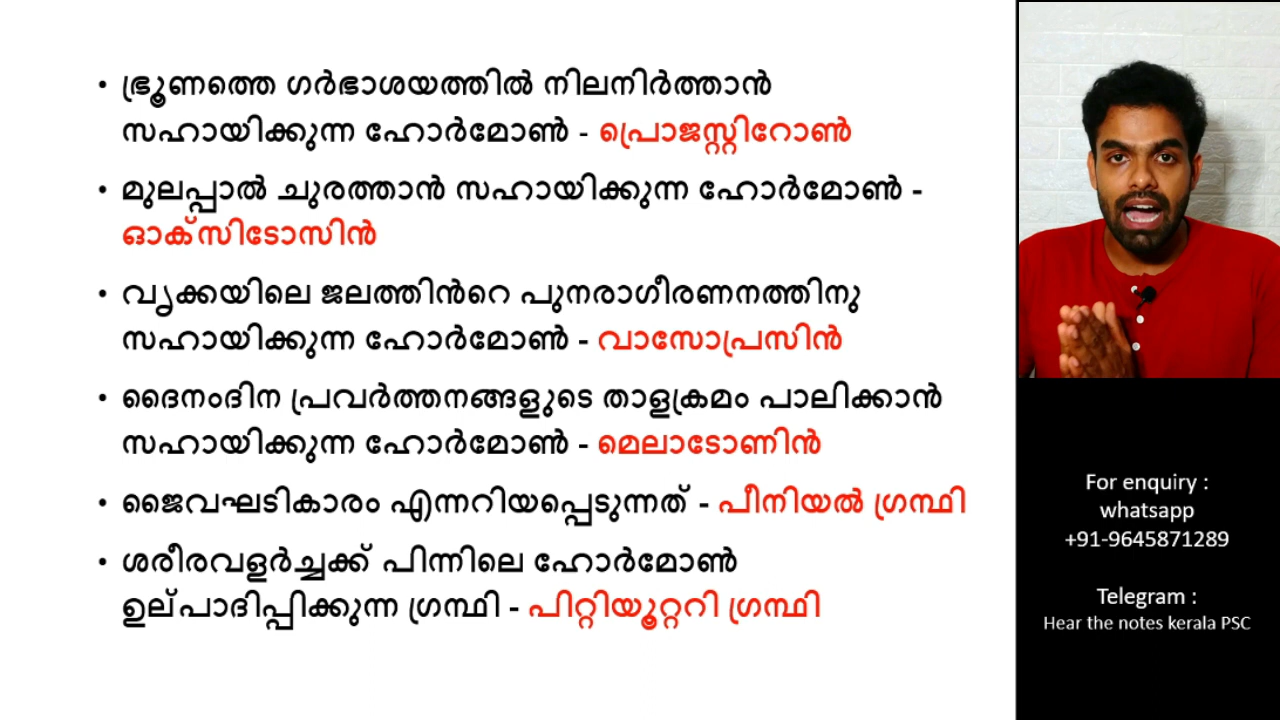 • ഭ്രൂണത്തെ ഗർഭാശയത്തിൽ നിലനിർത്താൻ
സഹായിക്കുന്ന ഹോർമോൺ - പ്രൊജസ്റ്റിറോൺ
• മുലപ്പാൽ ചുരത്താൻ സഹായിക്കുന്ന ഹോർമോൺ -
ഓക്സിടോസിൻ
• വൃക്കയിലെ ജലത്തിൻറെ പുനരാഗീരണനത്തിനു
സഹായിക്കുന്ന ഹോർമോൺ - വാസോപ്രസിൻ
• ദൈനംദിന പ്രവർത്തനങ്ങളുടെ താളക്രമം പാലിക്കാൻ
സഹായിക്കുന്ന ഹോർമോൺ - മെലാടോണിൻ
• ജൈവഘടികാരം എന്നറിയപ്പെടുന്നത് - പീനിയൽ ഗ്രന്ഥി
• ശരീരവളർച്ചക്ക് പിന്നിലെ ഹോർമോൺ
ഉല്പാദിപ്പിക്കുന്ന ഗ്രന്ഥി - പിറ്റിയൂറ്ററി ഗ്രന്ഥി
For enquiry :
whatsapp
+91-9645871289
Telegram :
Hear the notes kerala PSC